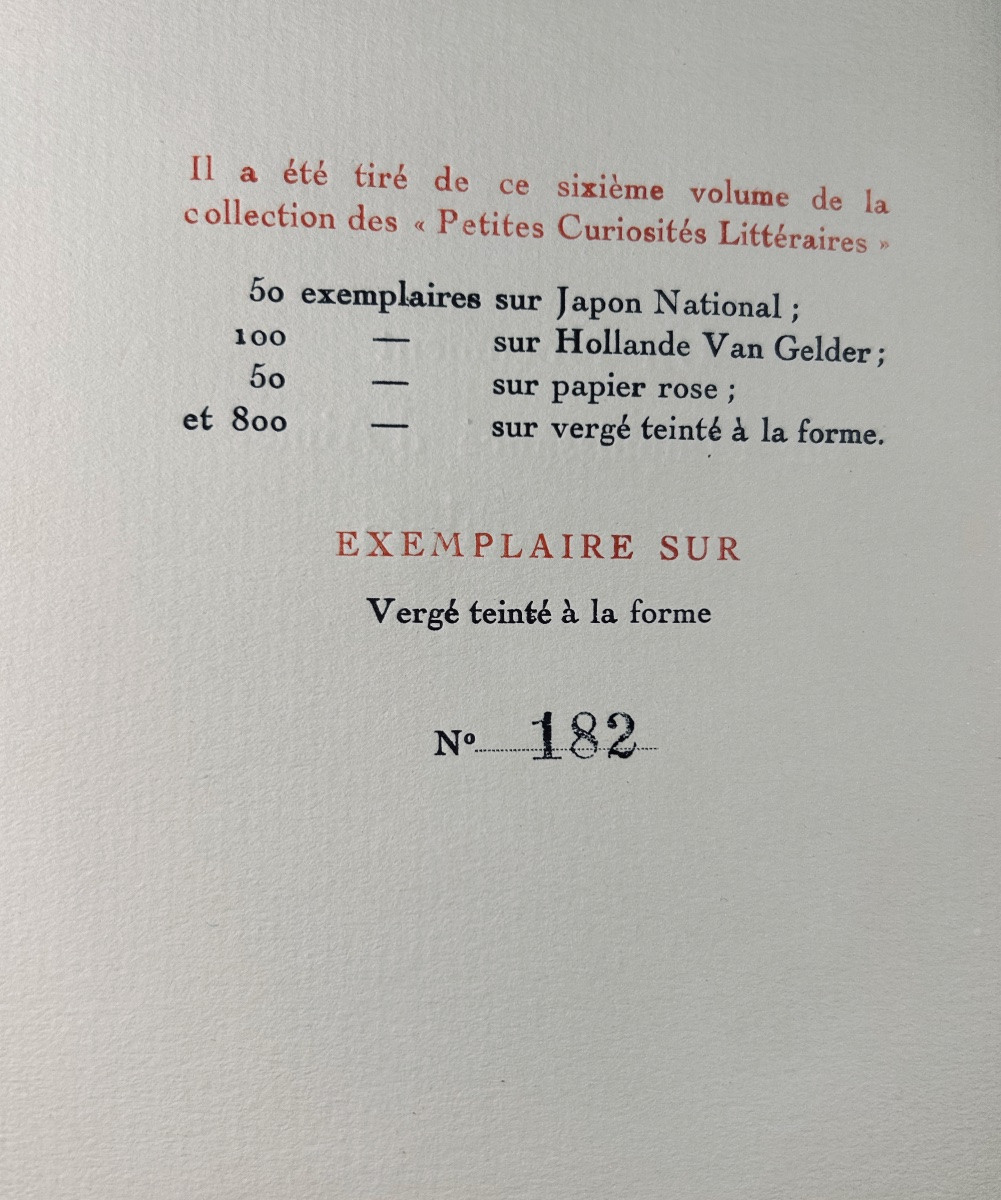 Il a été tiré de ce sixième volume de la
collection des « Petites Curiosités Littéraires »
50 exemplaires sur Japon National ;
100 — sur Hollande Van Gelder ;
50 — sur papier rose ;
et 800 — sur vergé teinté à la forme.
EXEMPLAIRE SUR
Vergé teinté à la forme
Nº 182